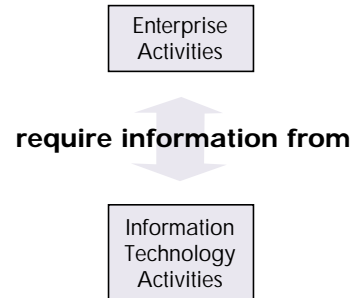 Enterprise
Activities
require information from
Information
Technology
Activities